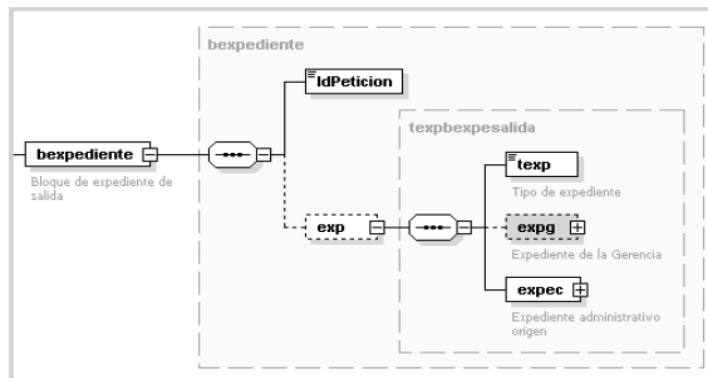 bexpediente
IdPeticion
texpbexpesalida
bexpediente
Bloque de expediente de
salida
texp
Tipo de expediente
exp
expg
Expediente de la Gerencia
expec
Expediente administrativo
origen